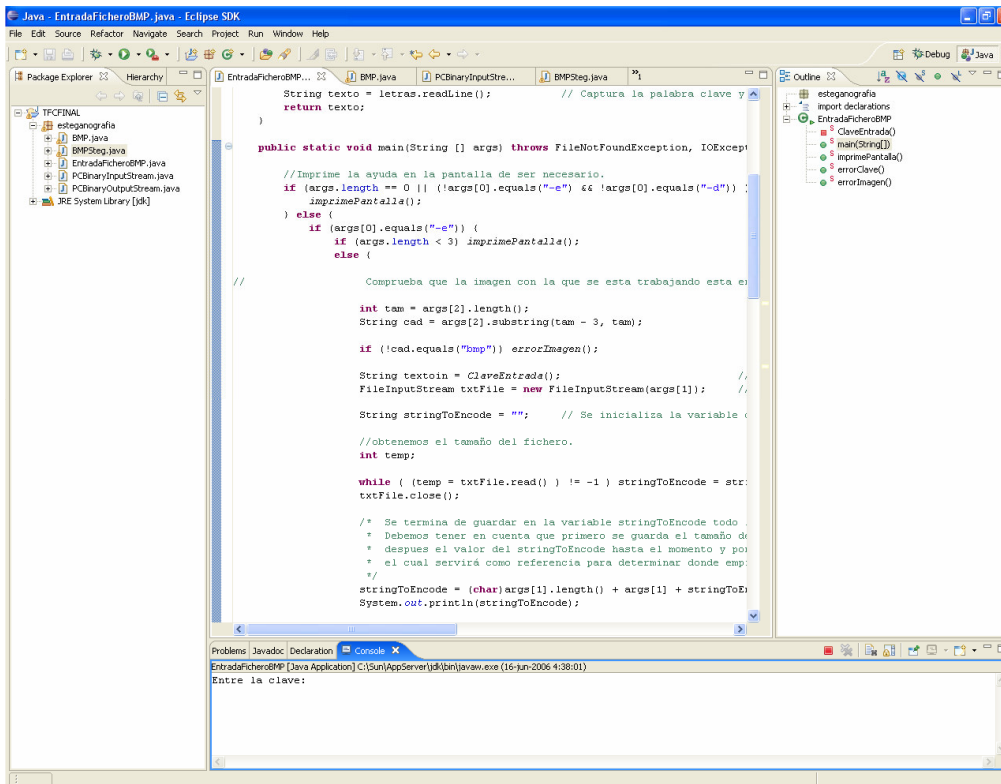 Java - EntradaFicheroBMP.java - Eclipse SDK
File Edit Source Refactor Navigate Search Project Run Window Help
Debug Java
Package Explorer Hierarchy
TFCFINAL
esteganografia
BMP.java
BMPSteg.java
EntradaFicheroBMP.java
PCBinaryInputStream.java
PCBinaryOutputStream.java
JRE System Library [jdk]
EntradaFicheroBMP... BMP.java PCBinaryInputStre... BMPSteg.java »1
String texto = letras.readLine(); // Captura la palabra clave y
return texto;
}
public static void main(String [] args) throws FileNotFoundException, IOExcept
//Imprime la ayuda en la pantalla de ser necesario.
if (args.length == 0 || (!args[0].equals("-e") && !args[0].equals("-d")) )
imprimePantalla();
} else {
if (args[0].equals("-e")) {
if (args.length < 3) imprimePantalla();
else {
// Comprueba que la imagen con la que se esta trabajando esta e
int tam = args[2].length();
String cad = args[2].substring(tam - 3, tam);
if (!cad.equals("bmp")) errorImagen();
String textoin = ClaveEntrada(); //
FileInputStream txtFile = new FileInputStream(args[1]); //
String stringToEncode = ""; // Se inicializa la variable
//obtenemos el tamaño del fichero.
int temp;
while ( (temp = txtFile.read() ) != -1 ) stringToEncode = str
txtFile.close();
/* Se termina de guardar en la variable stringToEncode todo
* Debemos tener en cuenta que primero se guarda el tamaño de
* despues el valor del stringToEncode hasta el momento y po
* el cual servirá como referencia para determinar donde emp
*/
stringToEncode = (char)args[1].length() + args[1] + stringToE
System.out.println(stringToEncode);
Outline
esteganografia
import declarations
EntradaFicheroBMP
ClaveEntrada()
main(String[])
imprimePantalla()
errorClave()
errorImagen()
Problems Javadoc Declaration Console
EntradaFicheroBMP [Java Application] C:\Sun\AppServer\jdk\bin\javaw.exe (16-jun-2006 4:38:01)
Entre la clave: